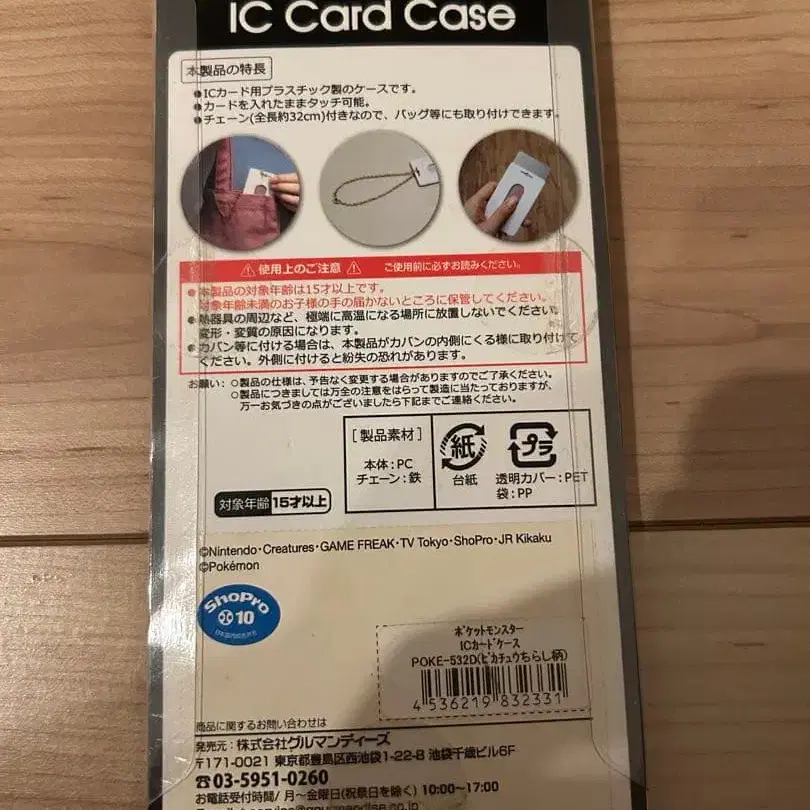 IC Card Case
本製品の特長
●ICカード用プラスチック製のケースです。
●カードを入れたままタッチ可能。
●チェーン(全長約32cm)付きなので、バッグ等にも取り付けできます。
⚠使用上のご注意⚠ ご使用前に必ずお読みください。
●本製品の対象年齢は15才以上です。
対象年齢未満のお子様の手の届かないところに保管してください。
●熱器具の周辺など、極端に高温になる場所に放置しないでください。
変形・変質の原因になります。
●カバン等に付ける場合は、本製品がカバンの内側にくる様に取り付けて
ください。外側に付けると紛失の恐れがあります。
お願い:○製品の仕様は、予告なく変更する場合がありますのでご了承ください。
○製品につきましては万全の注意をはらって製造に当たっておりますが、
万一お気づきの点がございましたら下記までご連絡ください。
[製品素材]
本体:PC
チェーン:鉄
紙
台紙
プラ
透明カバー:PET
袋:PP
対象年齢 15才以上
©Nintendo・Creatures・GAME FREAK・TV Tokyo・ShoPro・JR Kikaku
©Pokémon
ShoPro
10
日本国内販売許可
ポケットモンスター
ICカードケース
POKE-532D(ピカチュウちらし柄)
4 536219 832331
商品に関するお問い合わせは
発売元:株式会社グルマンディーズ
〒171-0021 東京都豊島区西池袋1-22-8 池袋千歳ビル6F
☎03-5951-0260
お電話受付時間/月〜金曜日(祝祭日を除く) 10:00〜17:00